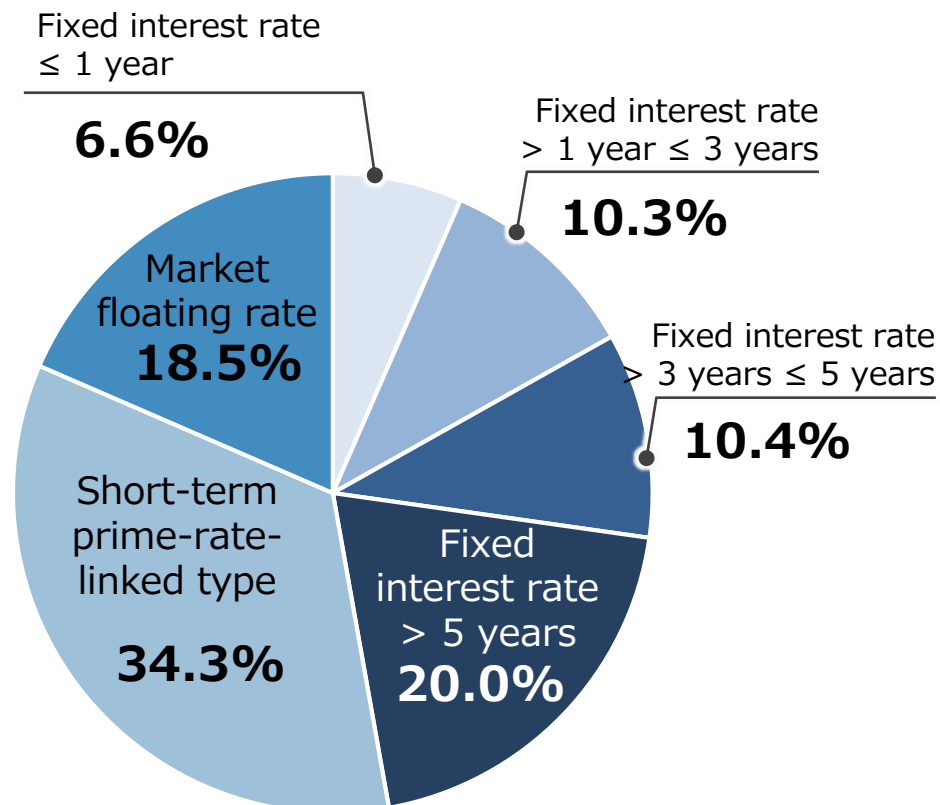 Fixed interest rate
≤ 1 year
6.6%
Fixed interest rate
> 1 year ≤ 3 years
10.3%
Fixed interest rate
> 3 years ≤ 5 years
10.4%
Fixed
interest rate
> 5 years
20.0%
Short-term
prime-rate-
linked type
34.3%
Market
floating rate
18.5%